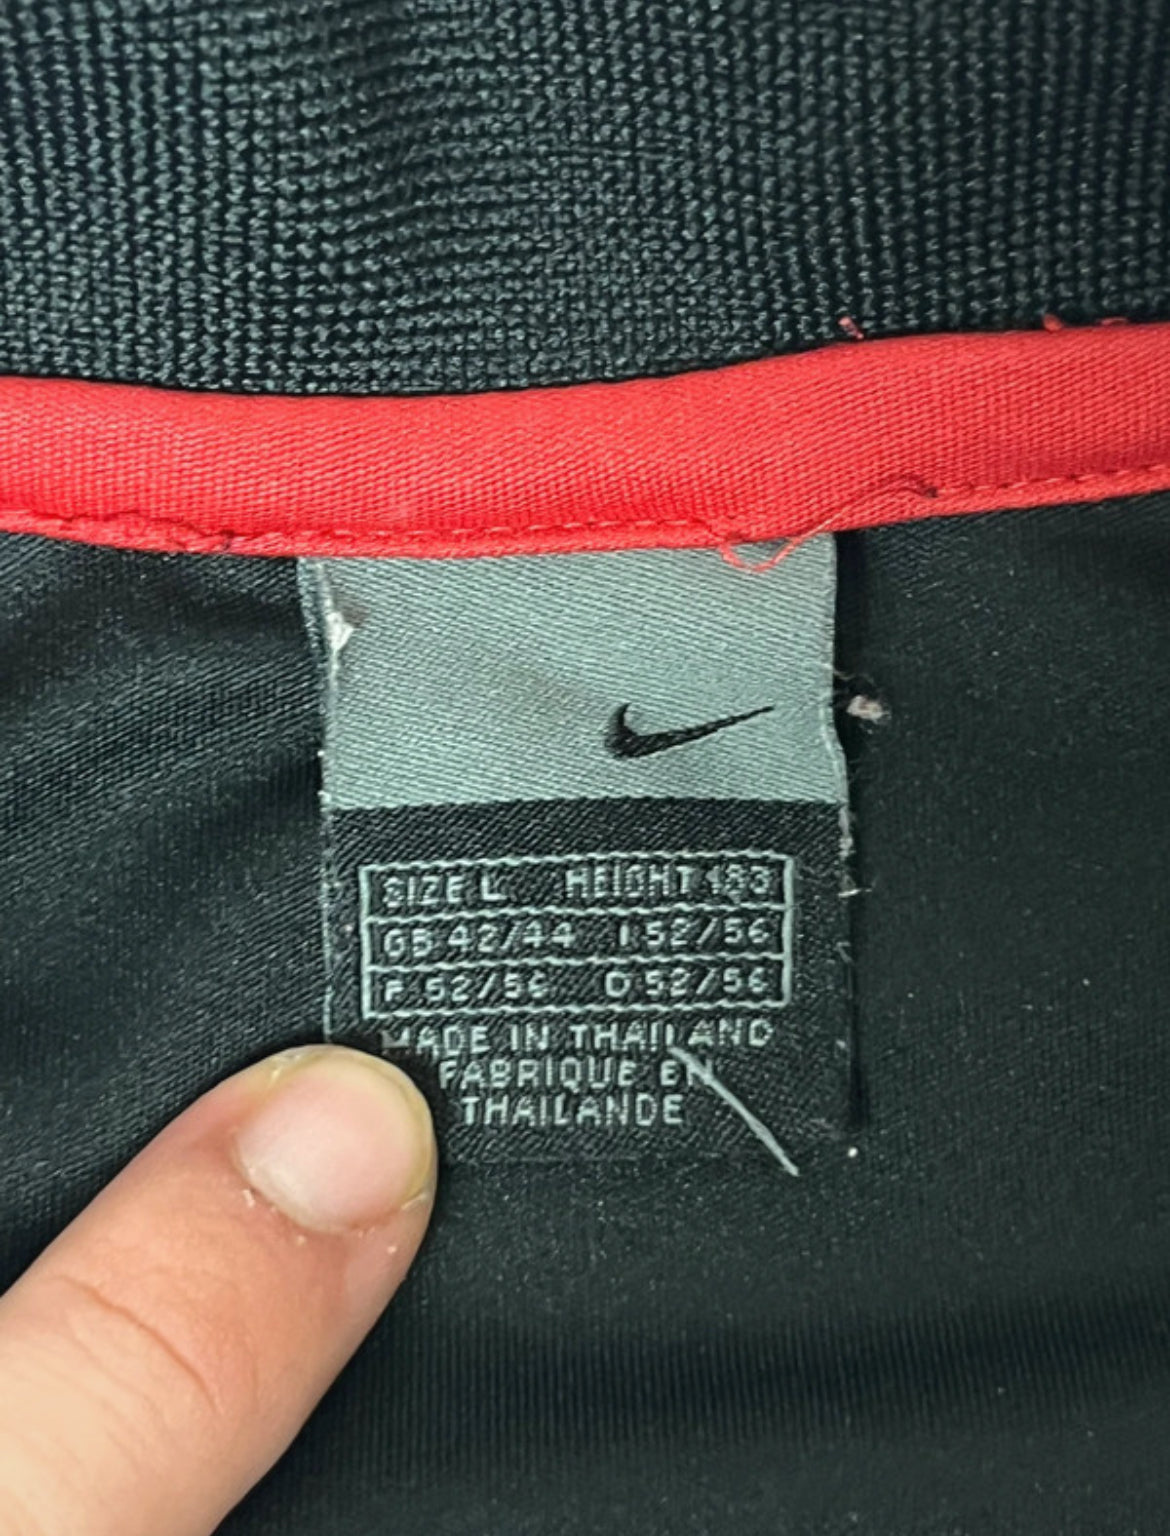 SIZE L HEIGHT 183
GB 42/44 I 52/56
F 52/56 D 52/56
MADE IN THAILAND
FABRIQUE EN
THAILANDE